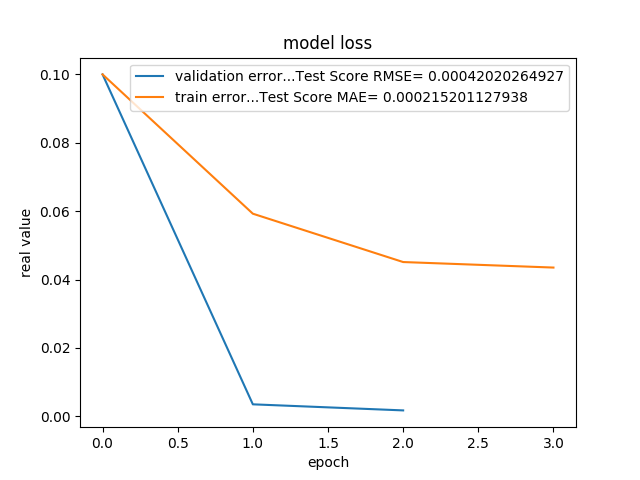 model loss
validation error...Test Score RMSE= 0.00042020264927
train error...Test Score MAE= 0.000215201127938
0.10
0.08
0.06
0.04
0.02
0.00
real value
0.0 0.5 1.0 1.5 2.0 2.5 3.0
epoch